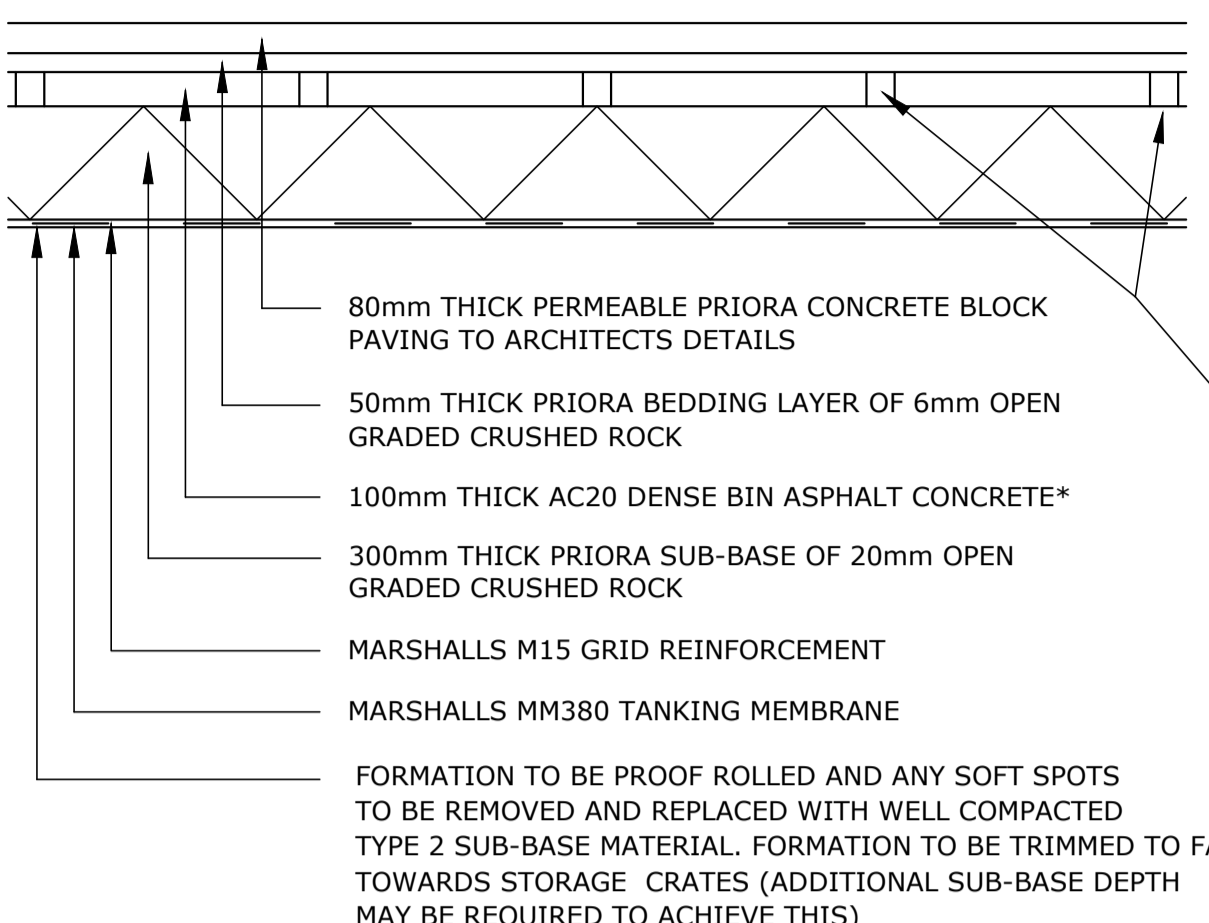 80mm THICK PERMEABLE PRIORA CONCRETE BLOCK
PAVING TO ARCHITECTS DETAILS
50mm THICK PRIORA BEDDING LAYER OF 6mm OPEN
GRADED CRUSHED ROCK
100mm THICK AC20 DENSE BIN ASPHALT CONCRETE*
300mm THICK PRIORA SUB-BASE OF 20mm OPEN
GRADED CRUSHED ROCK
MARSHALLS M15 GRID REINFORCEMENT
MARSHALLS MM380 TANKING MEMBRANE
FORMATION TO BE PROOF ROLLED AND ANY SOFT SPOTS
TO BE REMOVED AND REPLACED WITH WELL COMPACTED
TYPE 2 SUB-BASE MATERIAL. FORMATION TO BE TRIMMED TO
TOWARDS STORAGE CRATES (ADDITIONAL SUB-BASE DEPTH
MAY BE REQUIRED TO ACHIEVE THIS)